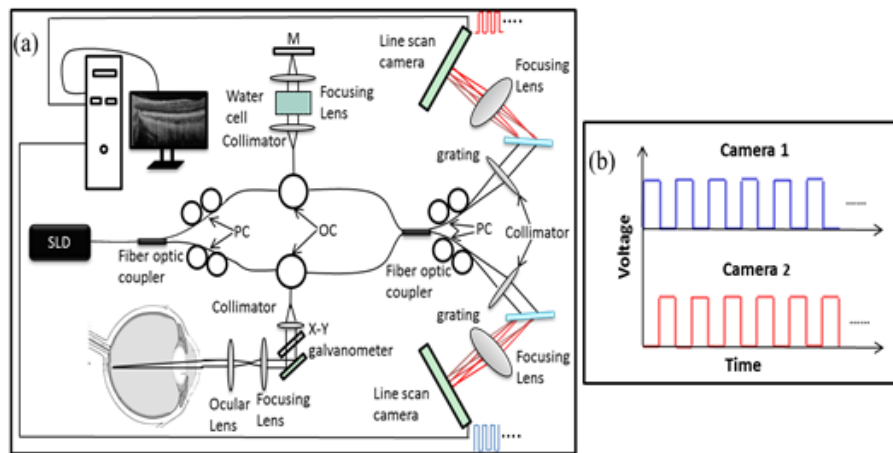 (a)
M
Line scan
camera
Focusing
Lens
Water
cell
Focusing
Lens
Collimator
grating
SLD
PC
OC
PC
Collimator
Fiber optic
coupler
Fiber optic
coupler
Collimator
X-Y
galvanometer
grating
Focusing
Lens
Line scan
camera
Ocular
Lens
Focusing
Lens
(b)
Camera 1
Voltage
Camera 2
Time